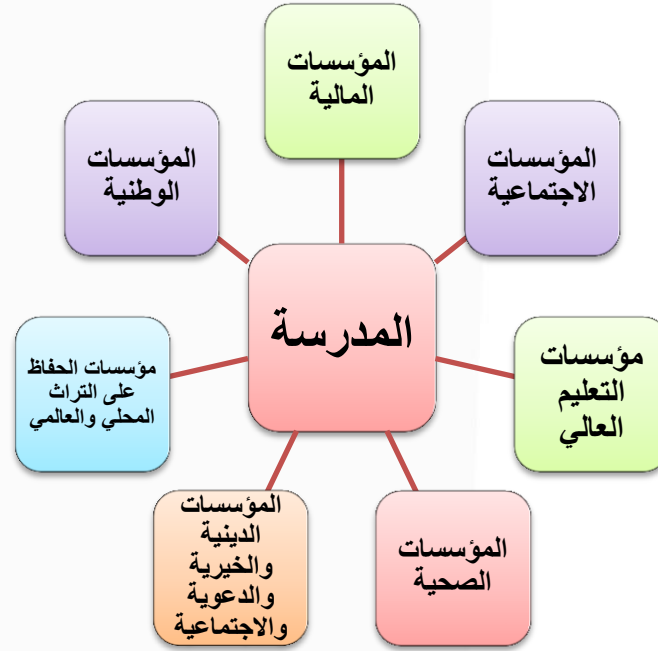 المؤسسات
المالية
المؤسسات
الاجتماعية
المؤسسات
الوطنية
المدرسة
مؤسسات
التعليم
العالي
مؤسسات الحفاظ
على التراث
المحلي والعالمي
المؤسسات
الصحية
المؤسسات
الدينية
والخيرية
والدعوية
والاجتماعية